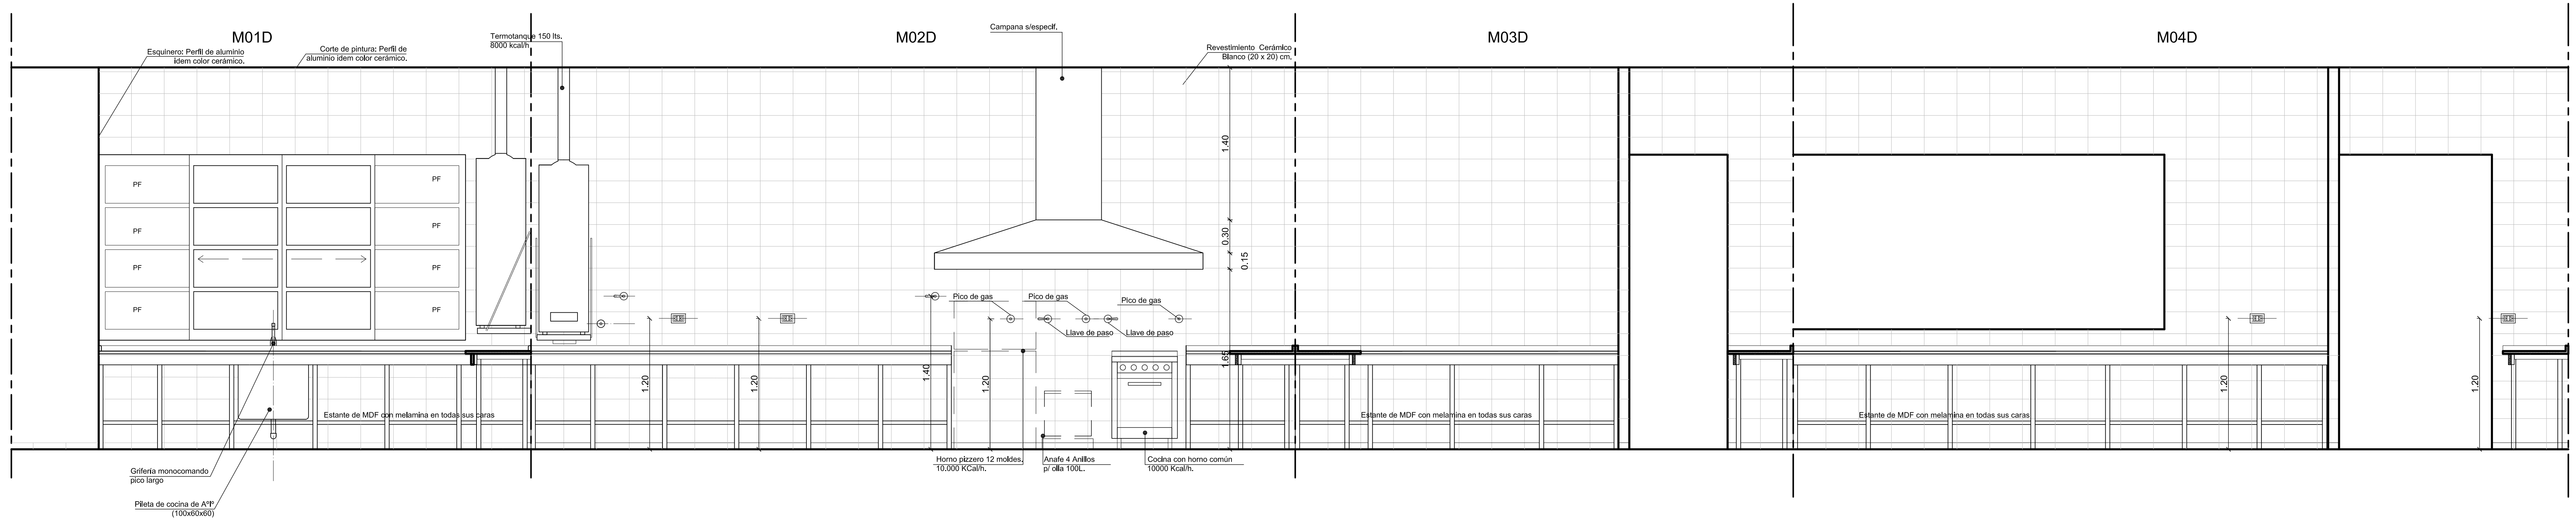 M01D
M02D
M03D
M04D
Esquinero: Perfil de aluminio
idem color cerámico.
Corte de pintura: Perfil de
aluminio idem color cerámico.
Termotanque 150 lts.
8000 kcal/h
Campana s/especif.
Revestimiento Cerámico
Blanco (20 x 20) cm.
1.40
0.30
0.15
1.65
PF
PF
PF
PF
PF
PF
PF
PF
Pico de gas
Pico de gas
Pico de gas
Llave de paso
Llave de paso
1.20
1.20
1.40
1.20
1.20
1.20
Estante de MDF con melamina en todas sus caras
Estante de MDF con melamina en todas sus caras
Estante de MDF con melamina en todas sus caras
Horno pizzero 12 moldes.
10.000 KCal/h.
Anafe 4 Anillos
p/ olla 100L.
Cocina con horno común
10000 Kcal/h.
Grifería monocomando
pico largo
Pileta de cocina de AºIº
(100x60x60)